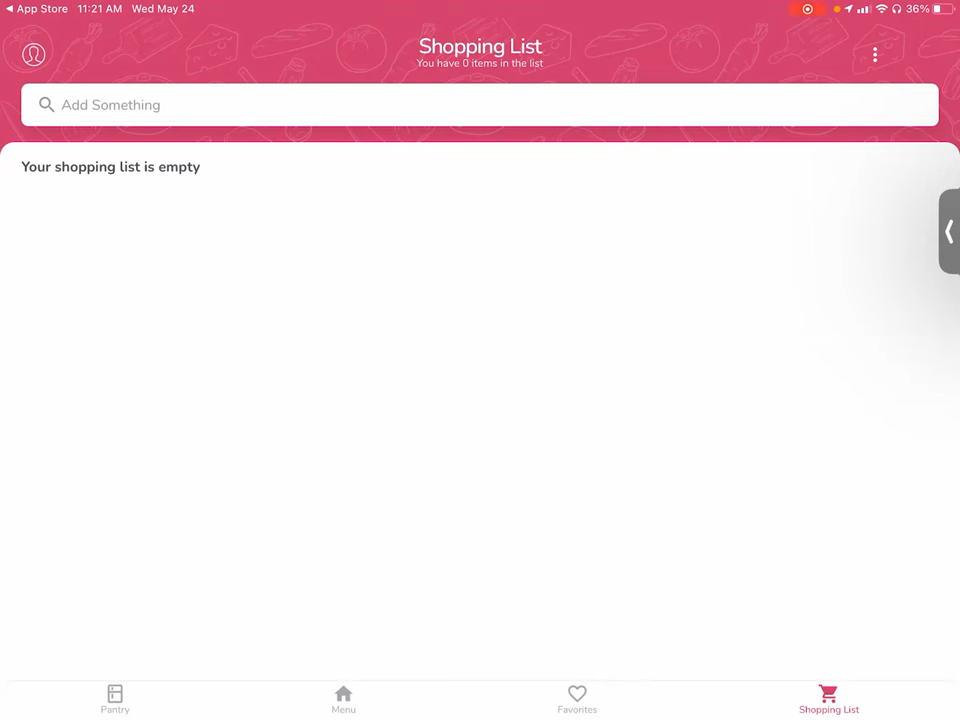 ◀ App Store 11:21 AM Wed May 24 36%
Shopping List
You have 0 items in the list
Add Something
Your shopping list is empty
Pantry Menu Favorites Shopping List